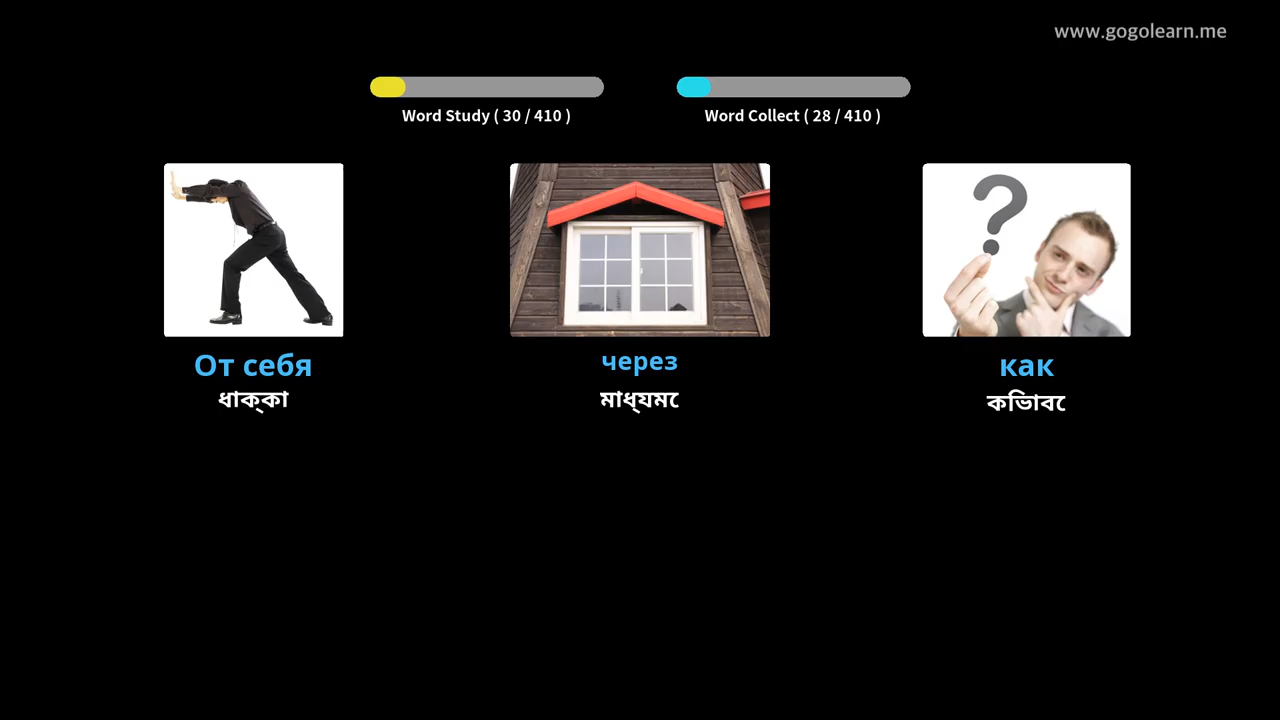 www.gogolearn.me
Word Study ( 30 / 410 )
Word Collect ( 28 / 410 )
От себя
через
как
ধাক্কা
মাধ্যমে
কিভাবে